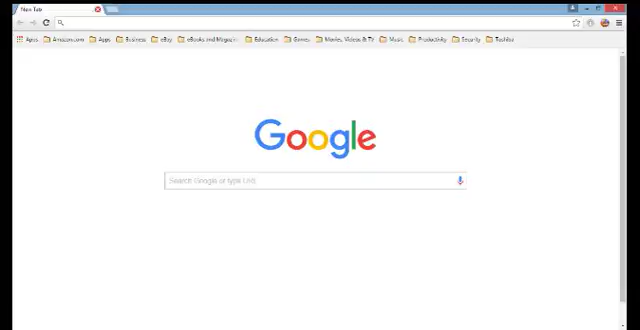 New Tab
Apps Amazon.com Apps Business eBay eBooks and Magazin Education Games Movies, Videos & TV Music Productivity Security Toshiba
Google
Search Google or type URL